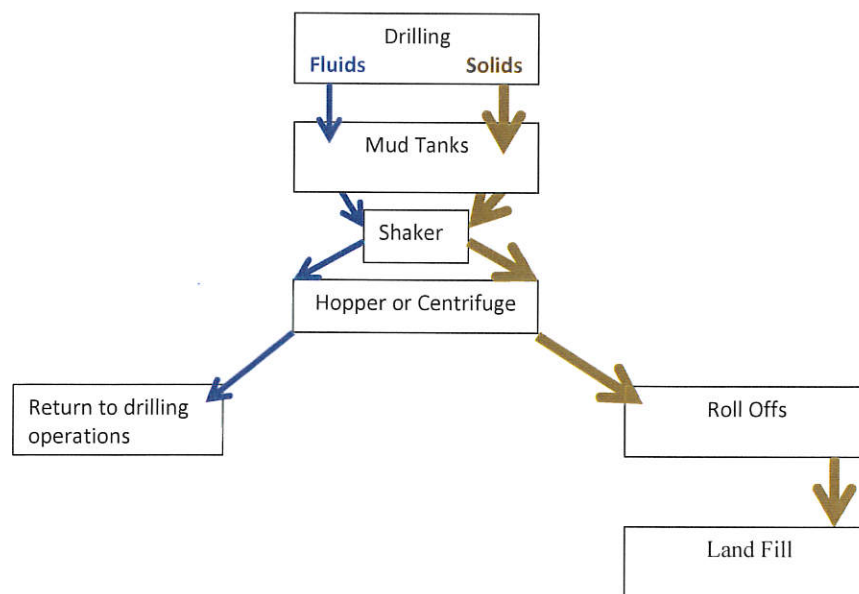 Drilling
Fluids Solids
Mud Tanks
Shaker
Hopper or Centrifuge
Return to drilling
operations
Roll Offs
Land Fill